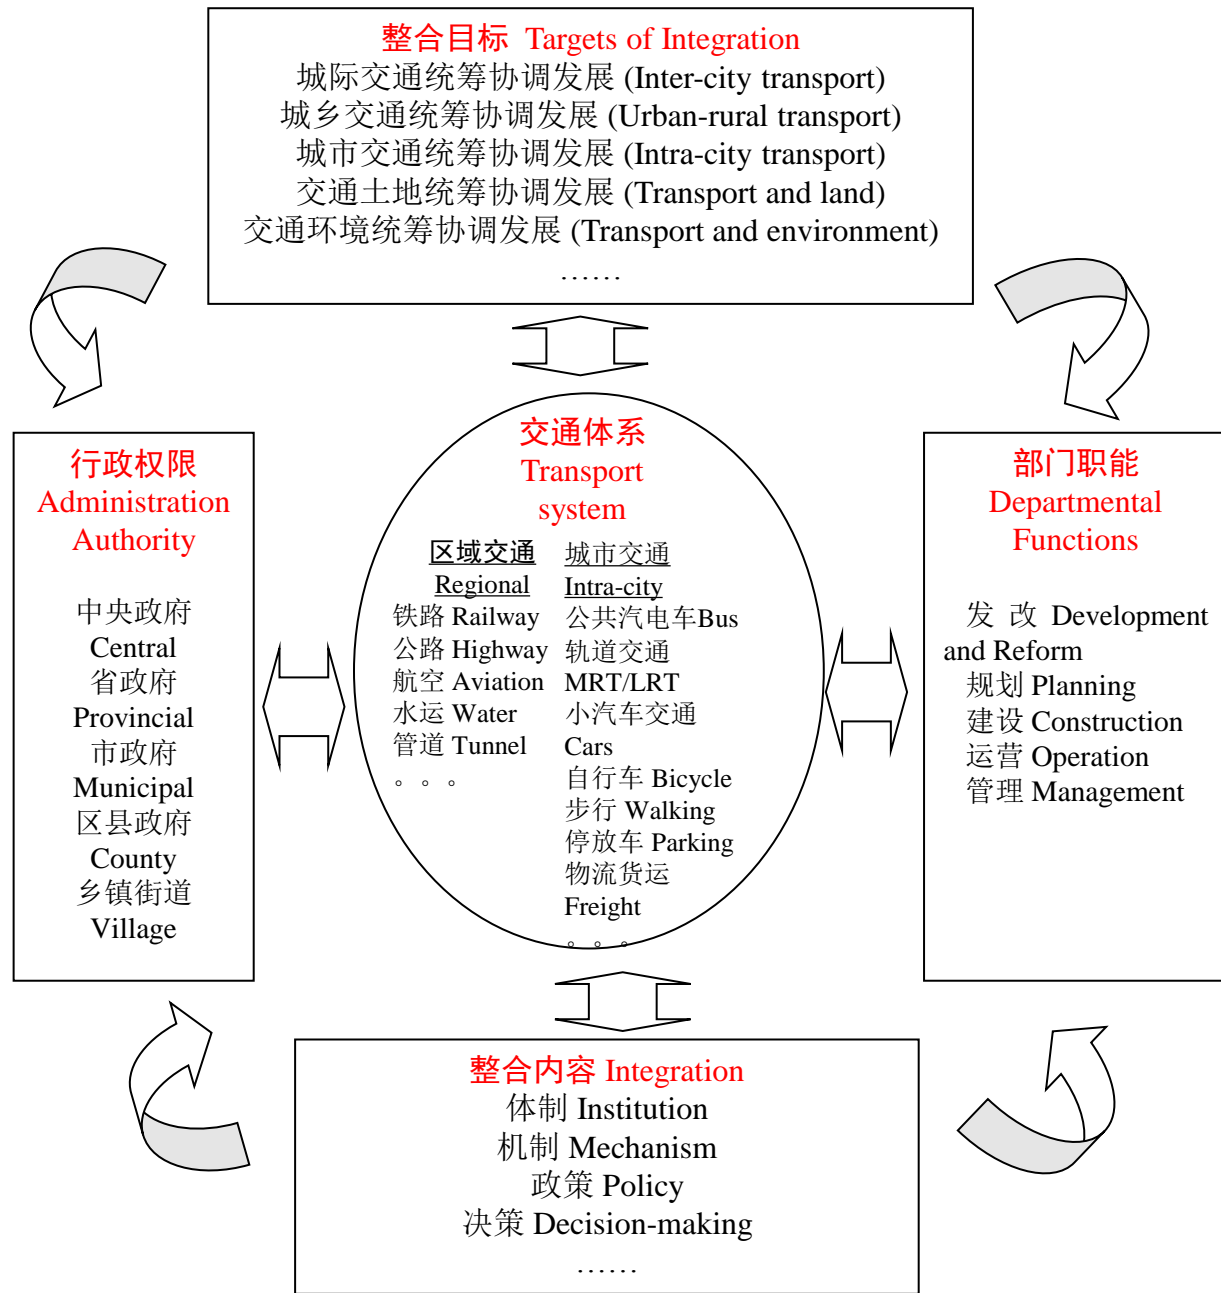 整合目标 Targets of Integration
城际交通统筹协调发展 (Inter-city transport)
城乡交通统筹协调发展 (Urban-rural transport)
城市交通统筹协调发展 (Intra-city transport)
交通土地统筹协调发展 (Transport and land)
交通环境统筹协调发展 (Transport and environment)
……
行政权限
Administration
Authority
中央政府
Central
省政府
Provincial
市政府
Municipal
区县政府
County
乡镇街道
Village
交通体系
Transport
system
区域交通
Regional
铁路 Railway
公路 Highway
航空 Aviation
水运 Water
管道 Tunnel
。。。
城市交通
Intra-city
公共汽电车Bus
轨道交通
MRT/LRT
小汽车交通
Cars
自行车 Bicycle
步行 Walking
停放车 Parking
物流货运
Freight
。。。
部门职能
Departmental
Functions
发 改 Development
and Reform
规划 Planning
建设 Construction
运营 Operation
管理 Management
整合内容 Integration
体制 Institution
机制 Mechanism
政策 Policy
决策 Decision-making
……